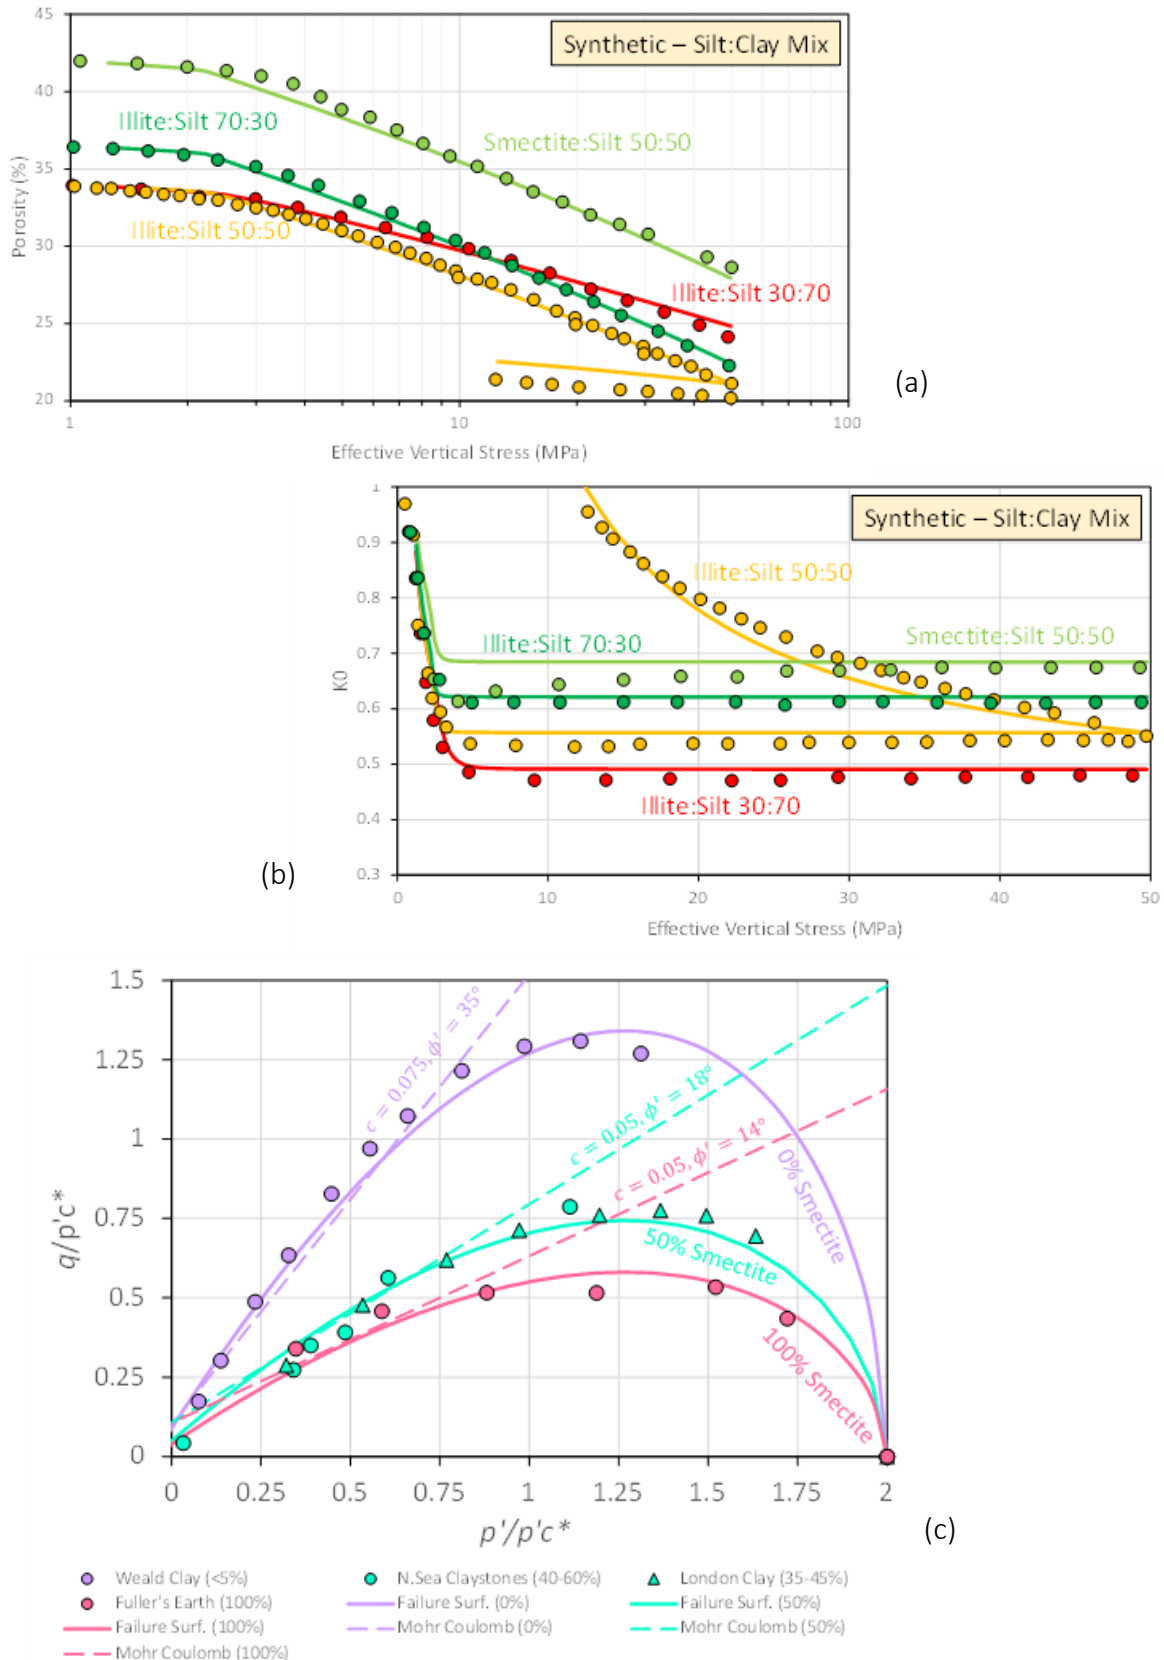 45
Synthetic – Silt:Clay Mix
40
Illite:Silt 70:30
Smectite:Silt 50:50
35
Porosity (%)
Illite:Silt 50:50
30
Illite:Silt 30:70
25
(a)
20
1
10
100
Effective Vertical Stress (MPa)
1
Synthetic – Silt:Clay Mix
0.9
Illite:Silt 50:50
0.8
Illite:Silt 70:30
Smectite:Silt 50:50
0.7
K0
0.6
0.5
Illite:Silt 30:70
0.4
(b)
0.3
0
10
20
30
40
50
Effective Vertical Stress (MPa)
1.5
c = 0.075, ϕ′ = 35°
1.25
c = 0.05, ϕ′ = 18°
1
c = 0.05, ϕ′ = 14°
0% Smectite
q/p'c*
0.75
50% Smectite
0.5
100% Smectite
0.25
0
0
0.25
0.5
0.75
1
1.25
1.5
1.75
2
p'/p'c*
(c)
Weald Clay (<5%)
N.Sea Claystones (40-60%)
London Clay (35-45%)
Fuller's Earth (100%)
Failure Surf. (0%)
Failure Surf. (50%)
Failure Surf. (100%)
Mohr Coulomb (0%)
Mohr Coulomb (50%)
Mohr Coulomb (100%)